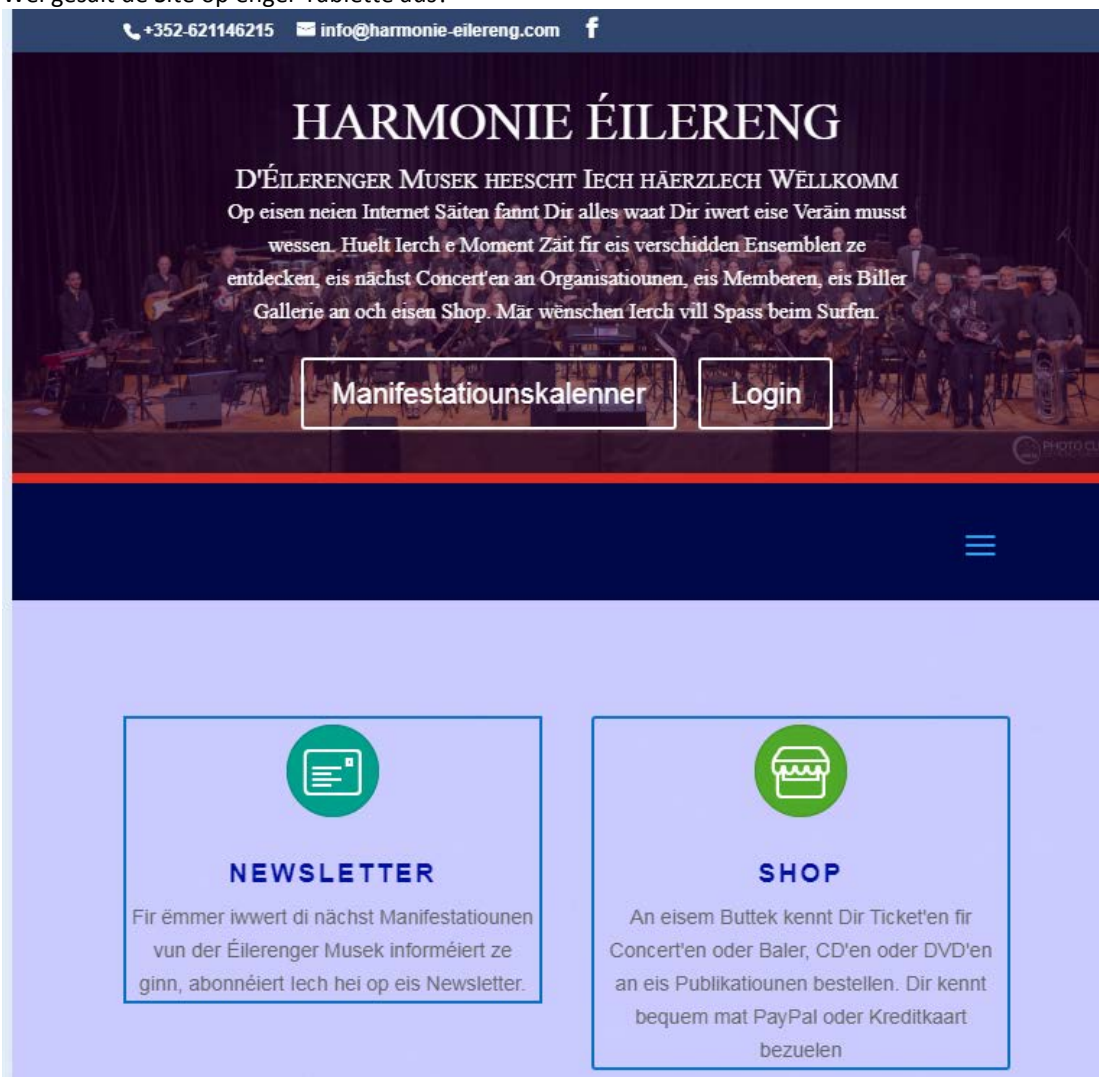 +352-621146215 info@harmonie-eilereng.com f
HARMONIE ÉILERENG
D'ÉILERENGER MUSEK HEESCHT IECH HÄERZLECH WËLLKOMM
Op eisen neien Internet Säiten fannt Dir alles waat Dir iwert eise Veräin musst
wessen. Huelt Ierch e Moment Zäit fir eis verschidden Ensemblen ze
entdecken, eis nächst Concert'en an Organisatiounen, eis Memberen, eis Biller
Gallerie an och eisen Shop. Mär wënschen Ierch vill Spass beim Surfen.
Manifestatiounskalenner Login
NEWSLETTER
Fir ëmmer iwwert di nächst Manifestatiounen
vun der Éilerenger Musek informéiert ze
ginn, abonnéiert Iech hei op eis Newsletter.
SHOP
An eisem Buttek kennt Dir Ticket'en fir
Concert'en oder Baler, CD'en oder DVD'en
an eis Publikatiounen bestellen. Dir kennt
bequem mat PayPal oder Kreditkaart
bezuelen